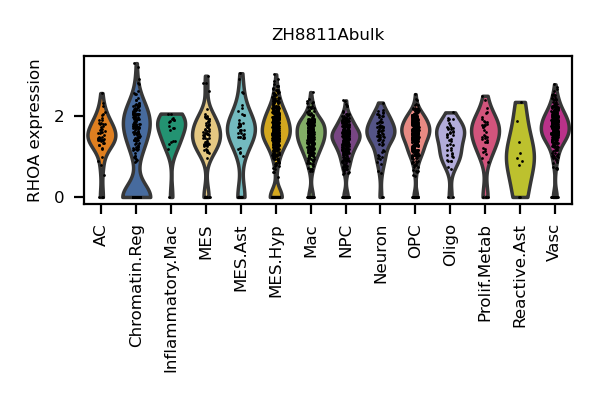 ZH8811Abulk
RHOA expression
2
0
AC
Chromatin.Reg
Inflammatory.Mac
MES
MES.Ast
MES.Hyp
Mac
NPC
Neuron
OPC
Oligo
Prolif.Metab
Reactive.Ast
Vasc